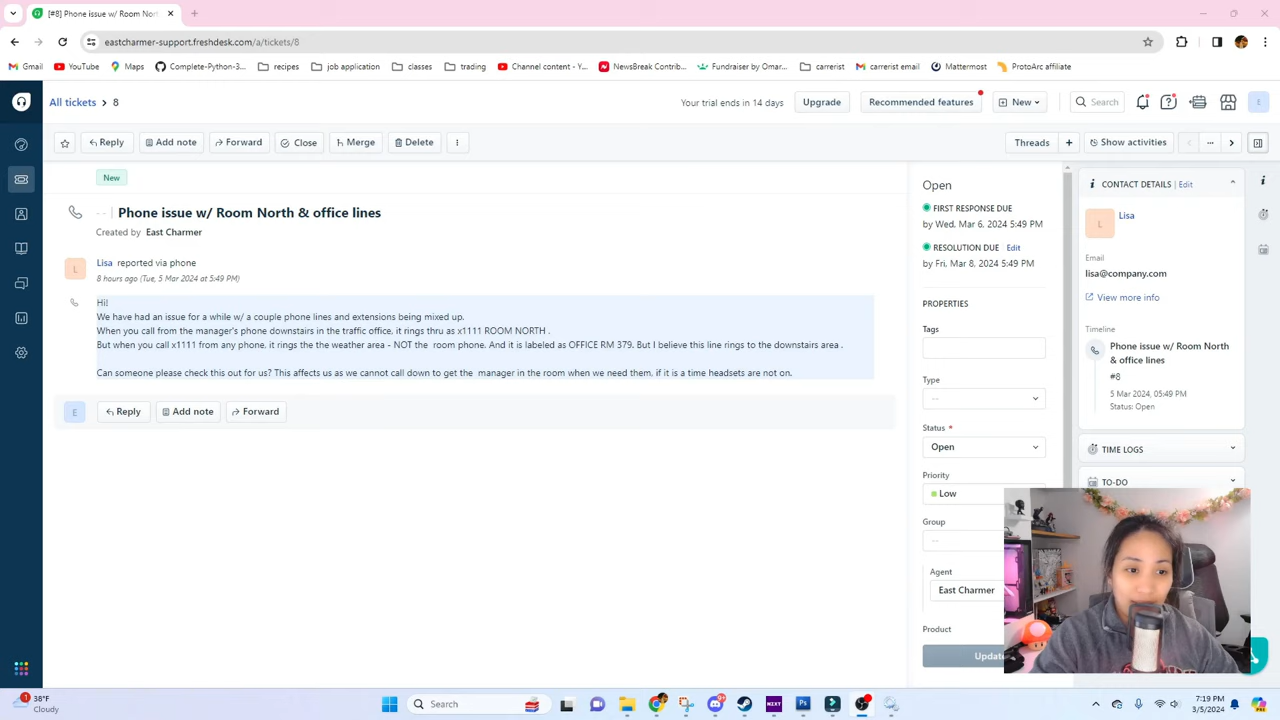 [#8] Phone issue w/ Room Nort
eastcharmer-support.freshdesk.com/a/tickets/8
Gmail YouTube Maps Complete-Python-3... recipes job application classes trading Channel content - Y... NewsBreak Contrib... Fundraiser by Omar... carrerist carrerist email Mattermost ProtoArc affiliate
All tickets > 8 Your trial ends in 14 days Upgrade Recommended features New Search E
Reply Add note Forward Close Merge Delete Threads + Show activities ...
New
-- | Phone issue w/ Room North & office lines
Created by East Charmer
L Lisa reported via phone
8 hours ago (Tue, 5 Mar 2024 at 5:49 PM)
Hi!
We have had an issue for a while w/ a couple phone lines and extensions being mixed up.
When you call from the manager's phone downstairs in the traffic office, it rings thru as x1111 ROOM NORTH .
But when you call x1111 from any phone, it rings the the weather area - NOT the room phone. And it is labeled as OFFICE RM 379. But I believe this line rings to the downstairs area .
Can someone please check this out for us? This affects us as we cannot call down to get the manager in the room when we need them, if it is a time headsets are not on.
E Reply Add note Forward
Open
FIRST RESPONSE DUE
by Wed, Mar 6, 2024 5:49 PM
RESOLUTION DUE Edit
by Fri, Mar 8, 2024 5:49 PM
PROPERTIES
Tags
Type
--
Status *
Open
Priority
Low
Group
--
Agent
East Charmer
Product
Update
CONTACT DETAILS | Edit
L Lisa
Email
lisa@company.com
View more info
Timeline
Phone issue w/ Room North
& office lines
#8
5 Mar 2024, 05:49 PM
Status: Open
TIME LOGS
TO-DO
1 38°F
Cloudy
Search
9+
NZXT
Ps
7:19 PM
3/5/2024